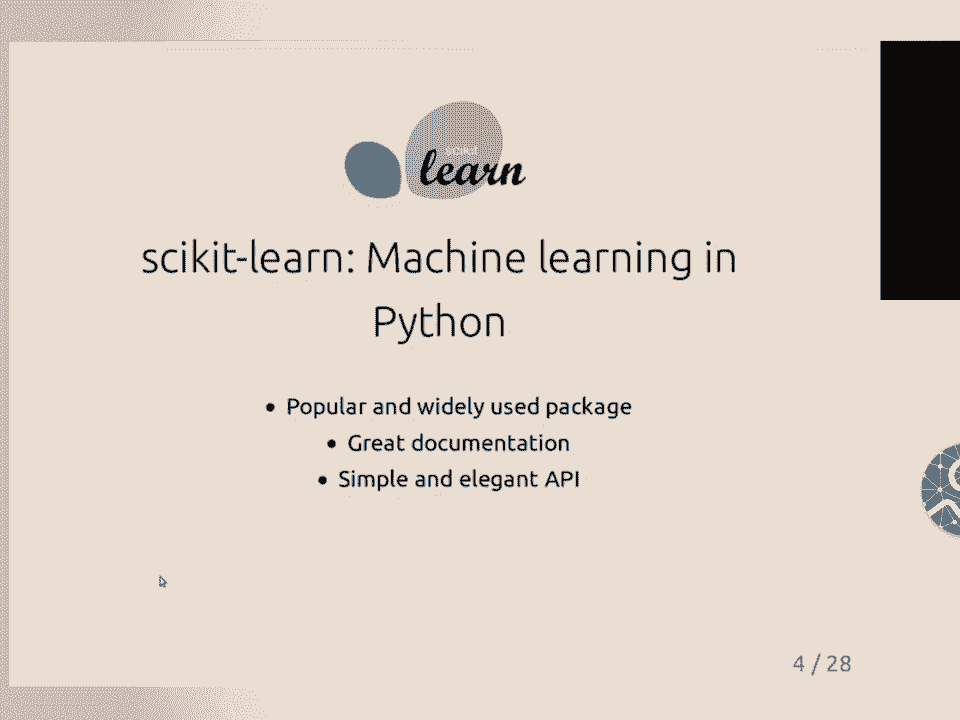 scikit
learn
scikit-learn: Machine learning in
Python
• Popular and widely used package
• Great documentation
• Simple and elegant API
4 / 28